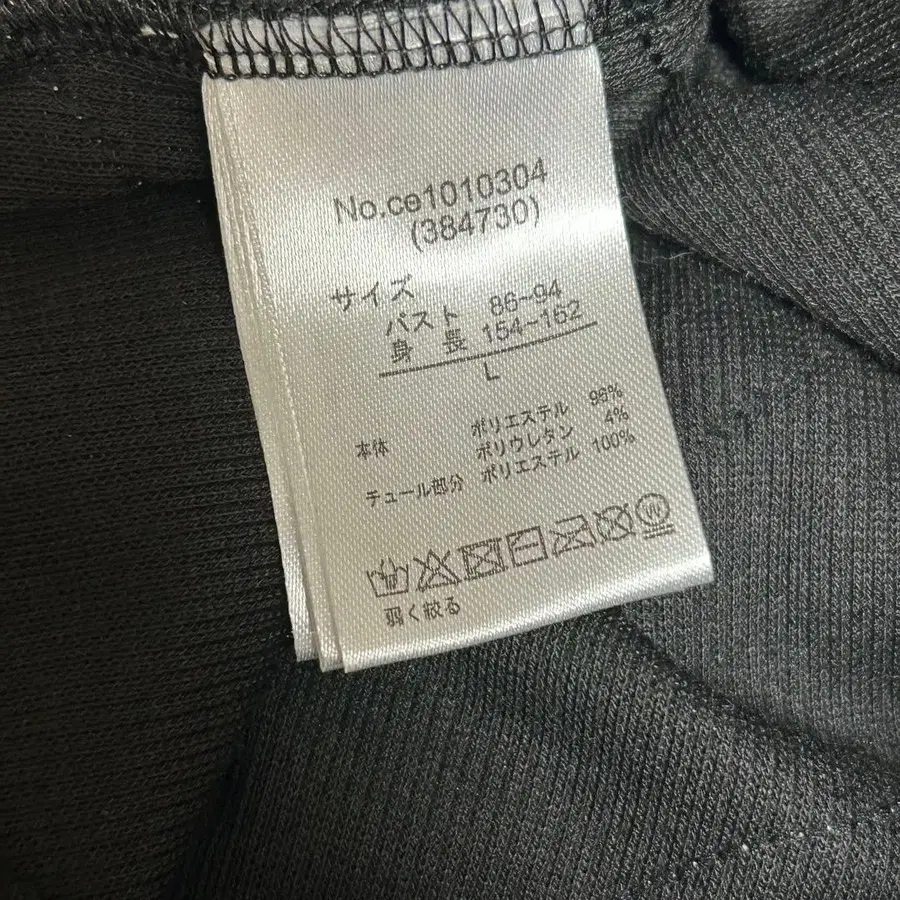 No.ce1010304
(384730)
サイズ
バスト 86~94
身 長 154~162
L
本体 ポリエステル 96%
ポリウレタン 4%
チュール部分 ポリエステル 100%
W
弱く絞る